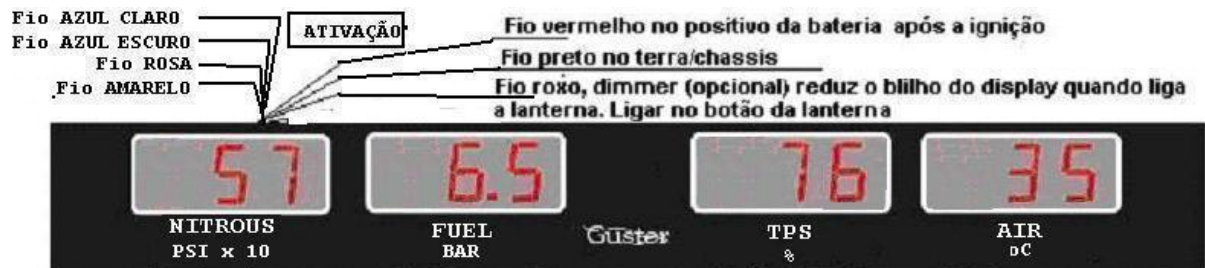 Fio AZUL CLARO
Fio AZUL ESCURO
Fio ROSA
Fio AMARELO
ATIVAÇÃO
Fio vermelho no positivo da bateria após a ignição
Fio preto no terra/chassis
Fio roxo, dimmer (opcional) reduz o blilho do display quando liga
a lanterna. Ligar no botão da lanterna
57
6.5
76
35
NITROUS
PSI x 10
FUEL
BAR
Guster
TPS
%
AIR
oC